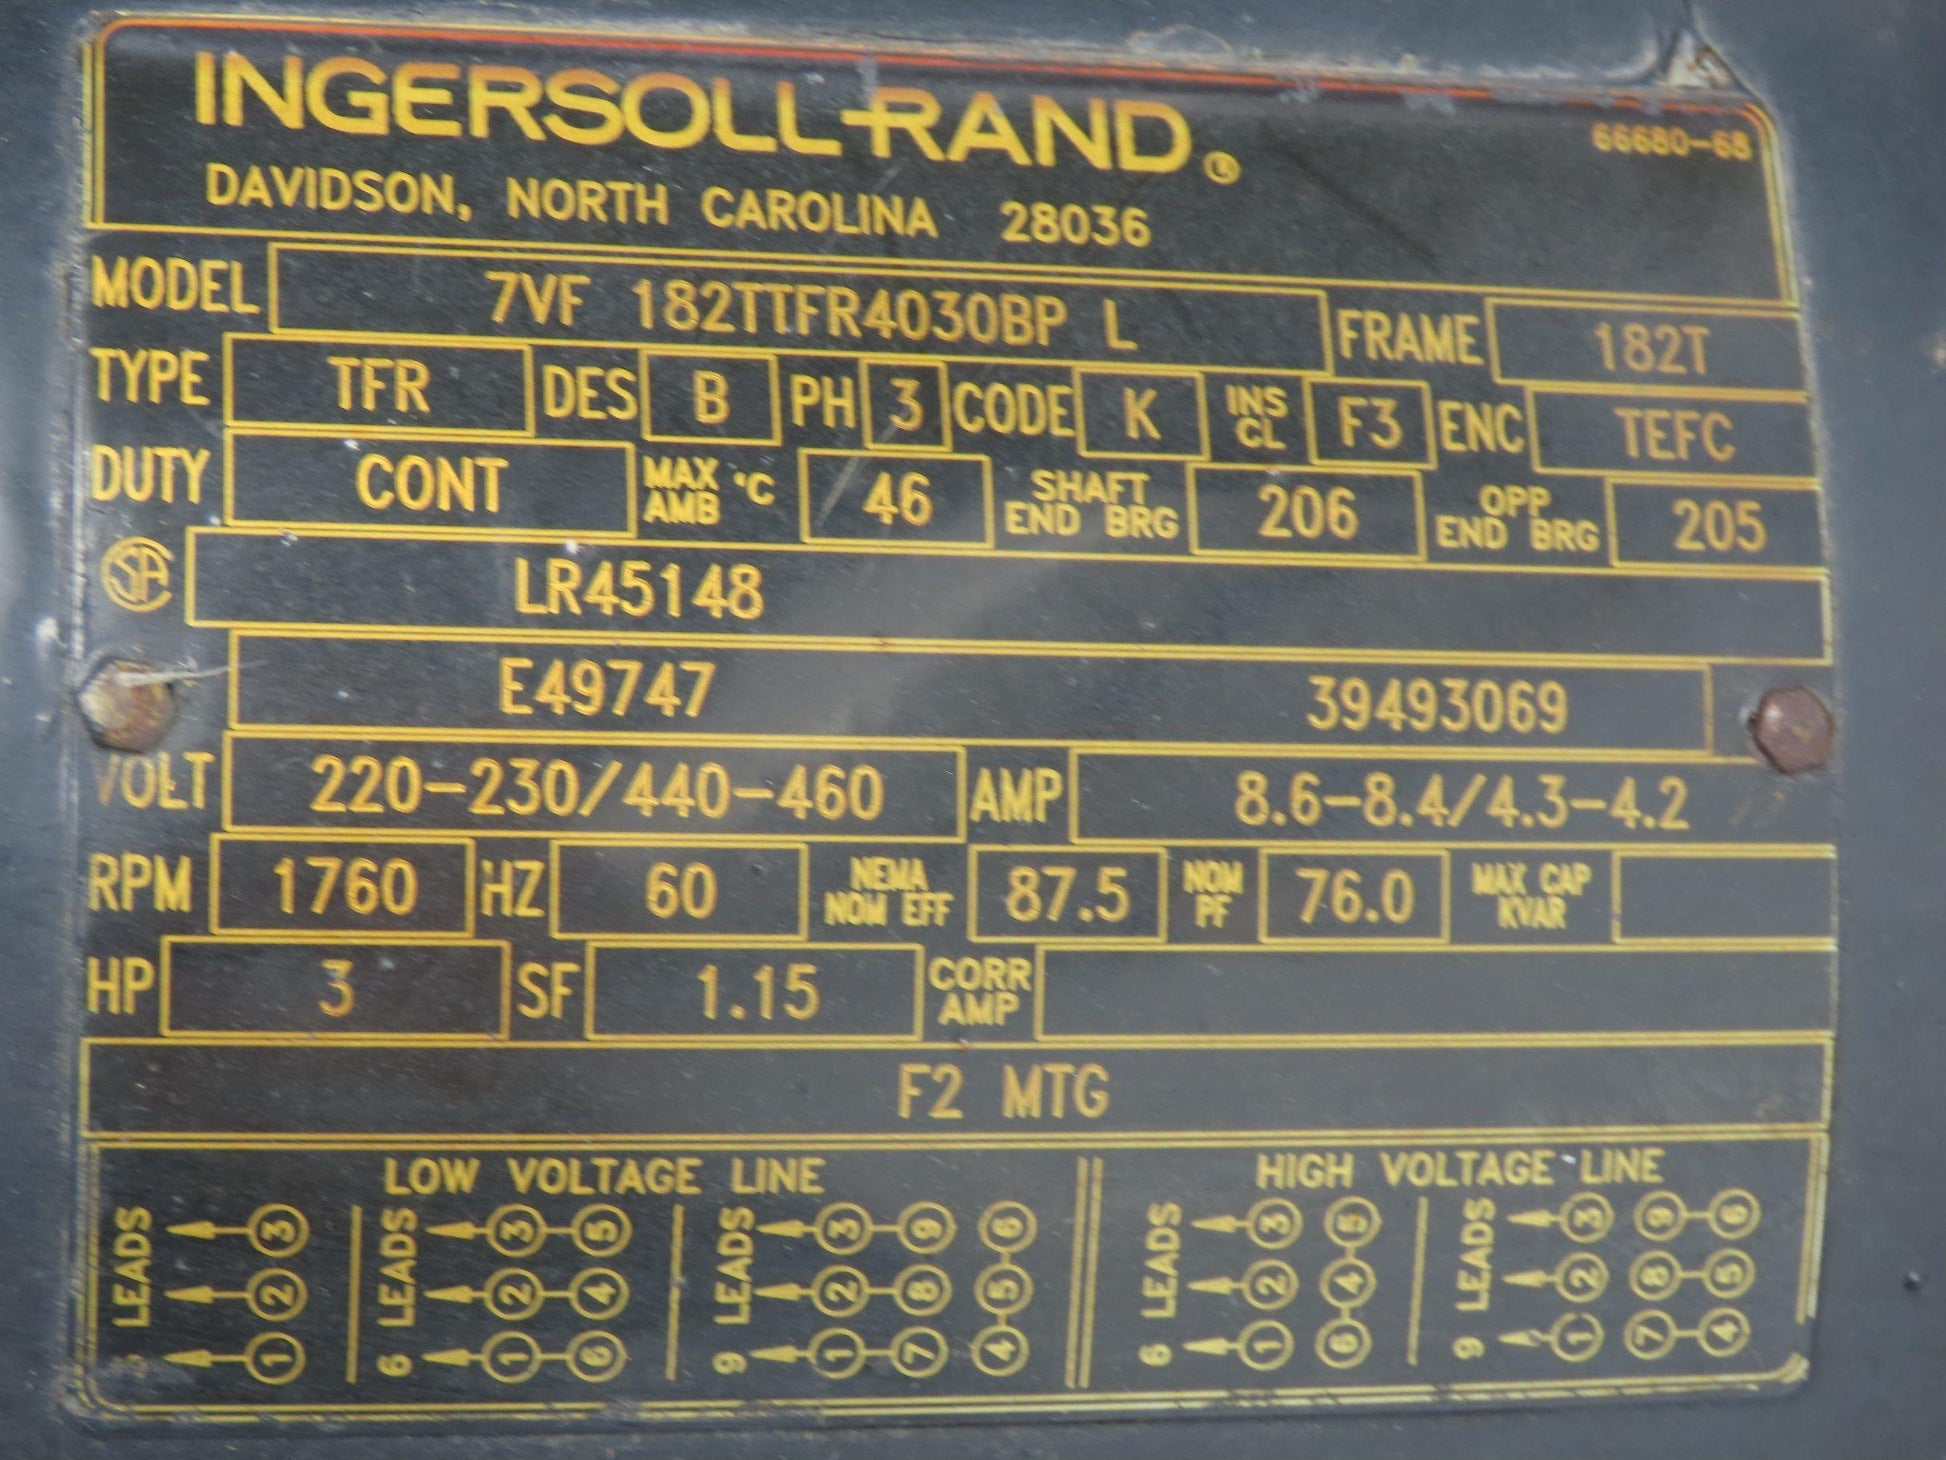 INGERSOLL-RAND®
66680-68
DAVIDSON, NORTH CAROLINA 28036
MODEL 7VF 182TTFR4030BP L FRAME 182T
TYPE TFR DES B PH 3 CODE K INS CL F3 ENC TEFC
DUTY CONT MAX AMB °C 46 SHAFT END BRG 206 OPP END BRG 205
SA LR45148
E49747 39493069
VOLT 220-230/440-460 AMP 8.6-8.4/4.3-4.2
RPM 1760 HZ 60 NEMA NOM EFF 87.5 NOM PF 76.0 MAX CAP KVAR
HP 3 SF 1.15 CORR AMP
F2 MTG
LOW VOLTAGE LINE HIGH VOLTAGE LINE
3 LEADS 3 2 1
6 LEADS 3 5 2 4 1 6
9 LEADS 3 9 6 2 8 5 1 7 4
6 LEADS 3 5 2 4 1 6
9 LEADS 3 9 6 2 8 5 1 7 4